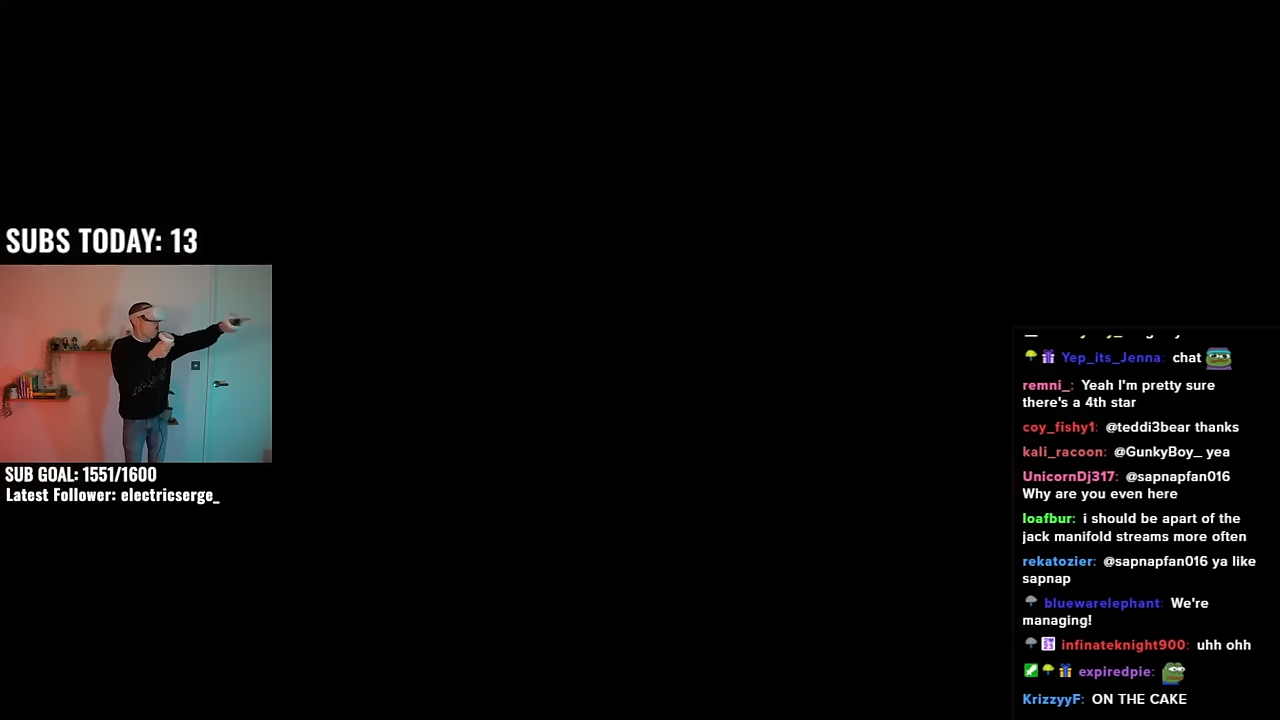 SUBS TODAY: 13
SUB GOAL: 1551/1600
Latest Follower: electricserge_
Yep_its_Jenna: chat
remni_: Yeah I'm pretty sure
there's a 4th star
coy_fishy1: @teddi3bear thanks
kali_racoon: @GunkyBoy_ yea
UnicornDj317: @sapnapfan016
Why are you even here
loafbur: i should be apart of the
jack manifold streams more often
rekatozier: @sapnapfan016 ya like
sapnap
bluewarelephant: We're
managing!
infinateknight900: uhh ohh
expiredpie:
KrizzyyF: ON THE CAKE